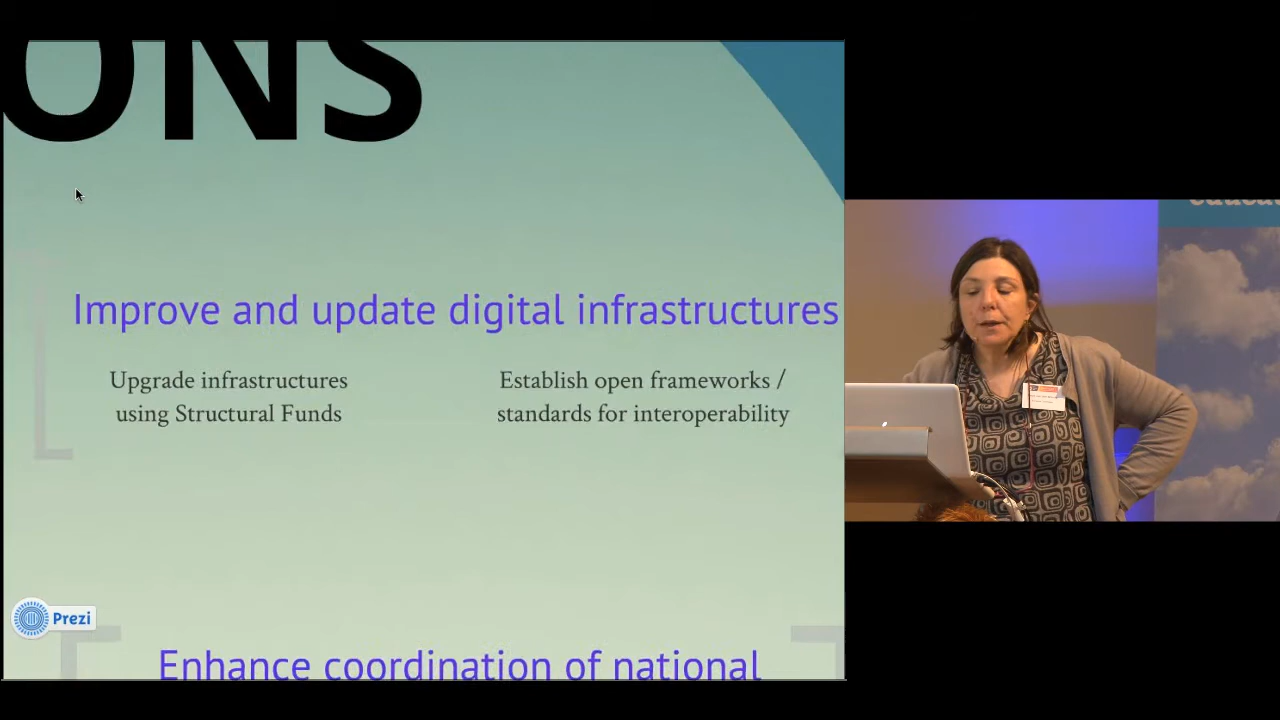 ONS
Improve and update digital infrastructures
Upgrade infrastructures
using Structural Funds
Establish open frameworks /
standards for interoperability
Prezi
Enhance coordination of national